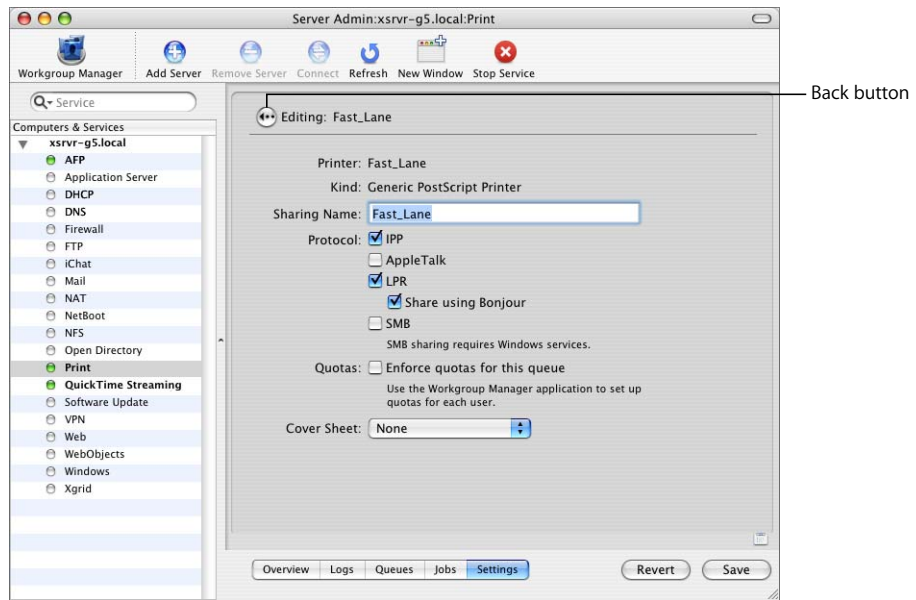 Server Admin:xsrvr-g5.local:Print
Workgroup Manager Add Server Remove Server Connect Refresh New Window Stop Service
Service
Back button
Editing: Fast_Lane
Computers & Services
xsrvr-g5.local
AFP
Application Server
DHCP
DNS
Firewall
FTP
iChat
Mail
NAT
NetBoot
NFS
Open Directory
Print
QuickTime Streaming
Software Update
VPN
Web
WebObjects
Windows
Xgrid
Printer: Fast_Lane
Kind: Generic PostScript Printer
Sharing Name: Fast_Lane
Protocol: IPP
AppleTalk
LPR
Share using Bonjour
SMB
SMB sharing requires Windows services.
Quotas: Enforce quotas for this queue
Use the Workgroup Manager application to set up
quotas for each user.
Cover Sheet: None
Overview Logs Queues Jobs Settings
Revert Save